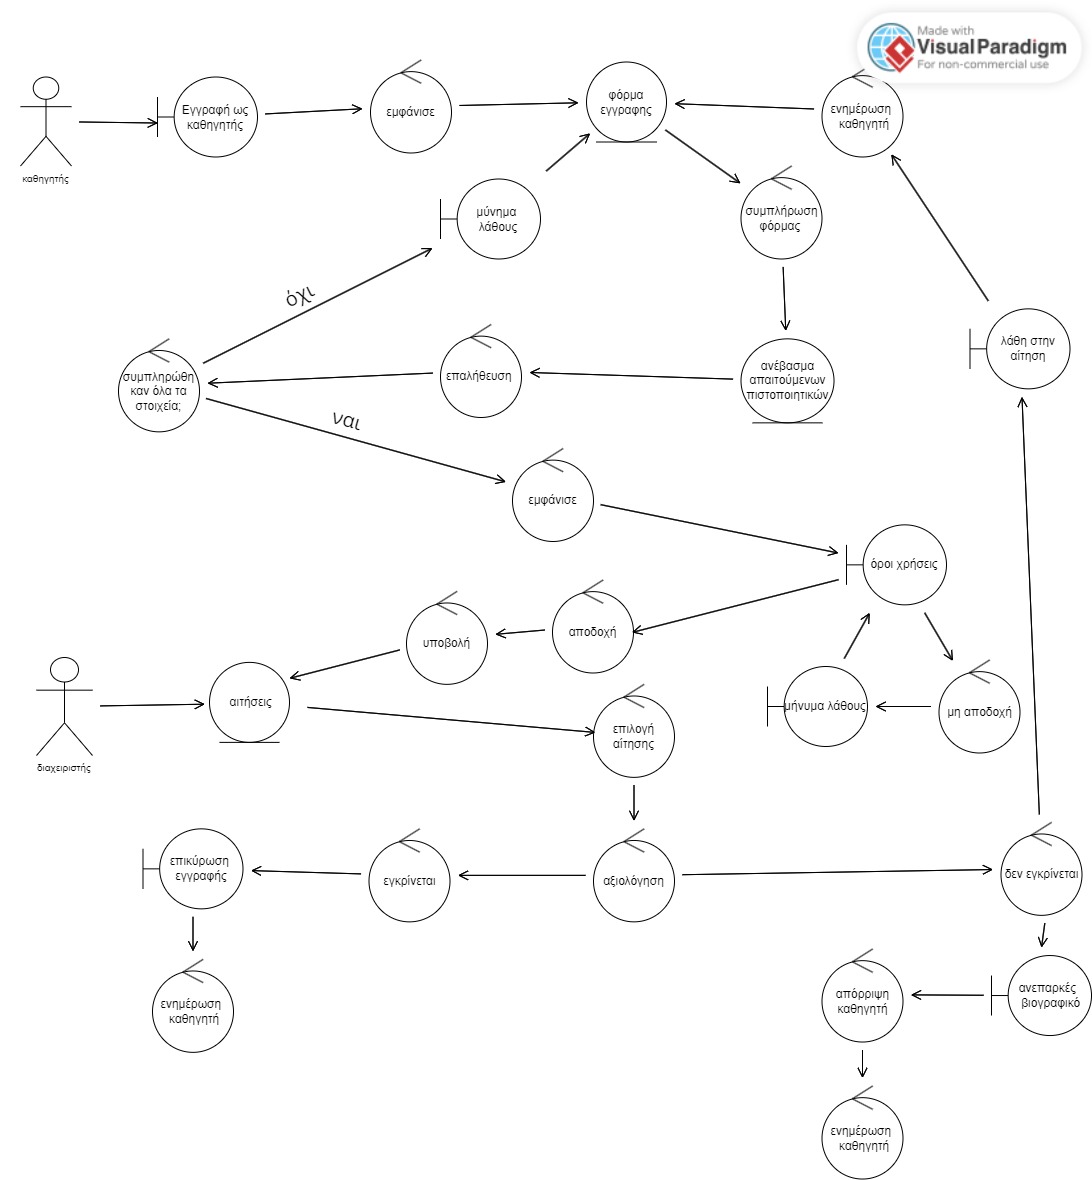 Made with
Visual Paradigm
For non-commercial use
Εγγραφή ως
καθηγητής
εμφάνισε
φόρμα
εγγραφης
ενημέρωση
καθηγητή
καθηγητής
μύνημα
λάθους
συμπλήρωση
φόρμας
όχι
λάθη στην
αίτηση
συμπληρώθη
καν όλα τα
στοιχεία;
επαλήθευση
ανέβασμα
απαιτούμενων
πιστοποιητικών
ναι
εμφάνισε
όροι χρήσεις
υποβολή
αποδοχή
αιτήσεις
επιλογή
αίτησης
μήνυμα λάθους
μη αποδοχή
διαχειριστής
επικύρωση
εγγραφής
εγκρίνεται
αξιολόγηση
δεν εγκρίνεται
ενημέρωση
καθηγητή
απόρριψη
καθηγητή
ανεπαρκές
βιογραφικό
ενημέρωση
καθηγητή